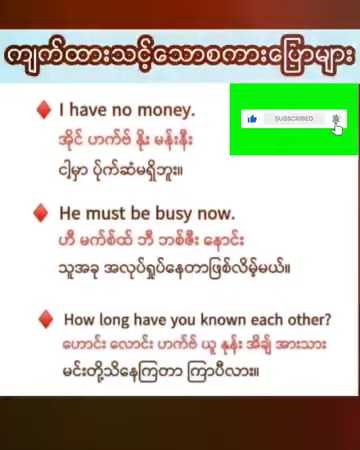 ကျက်ထားသင့်သောစကားပြောများ
I have no money.
အိုင် ဟက်ဗ် နိုး မန်းနီး
ငါ့မှာ ပိုက်ဆံမရှိဘူး။
SUBSCRIBED
He must be busy now.
ဟီ မက်စ်ထ် ဘီ ဘစ်ဇီး နောင်း
သူအခု အလုပ်ရှုပ်နေတာဖြစ်လိမ့်မယ်။
How long have you known each other?
ဟောင်း လောင်း ဟက်ဗ် ယူ နုန်း အိချ် အားသား
မင်းတို့သိနေကြတာ ကြာပီလား။